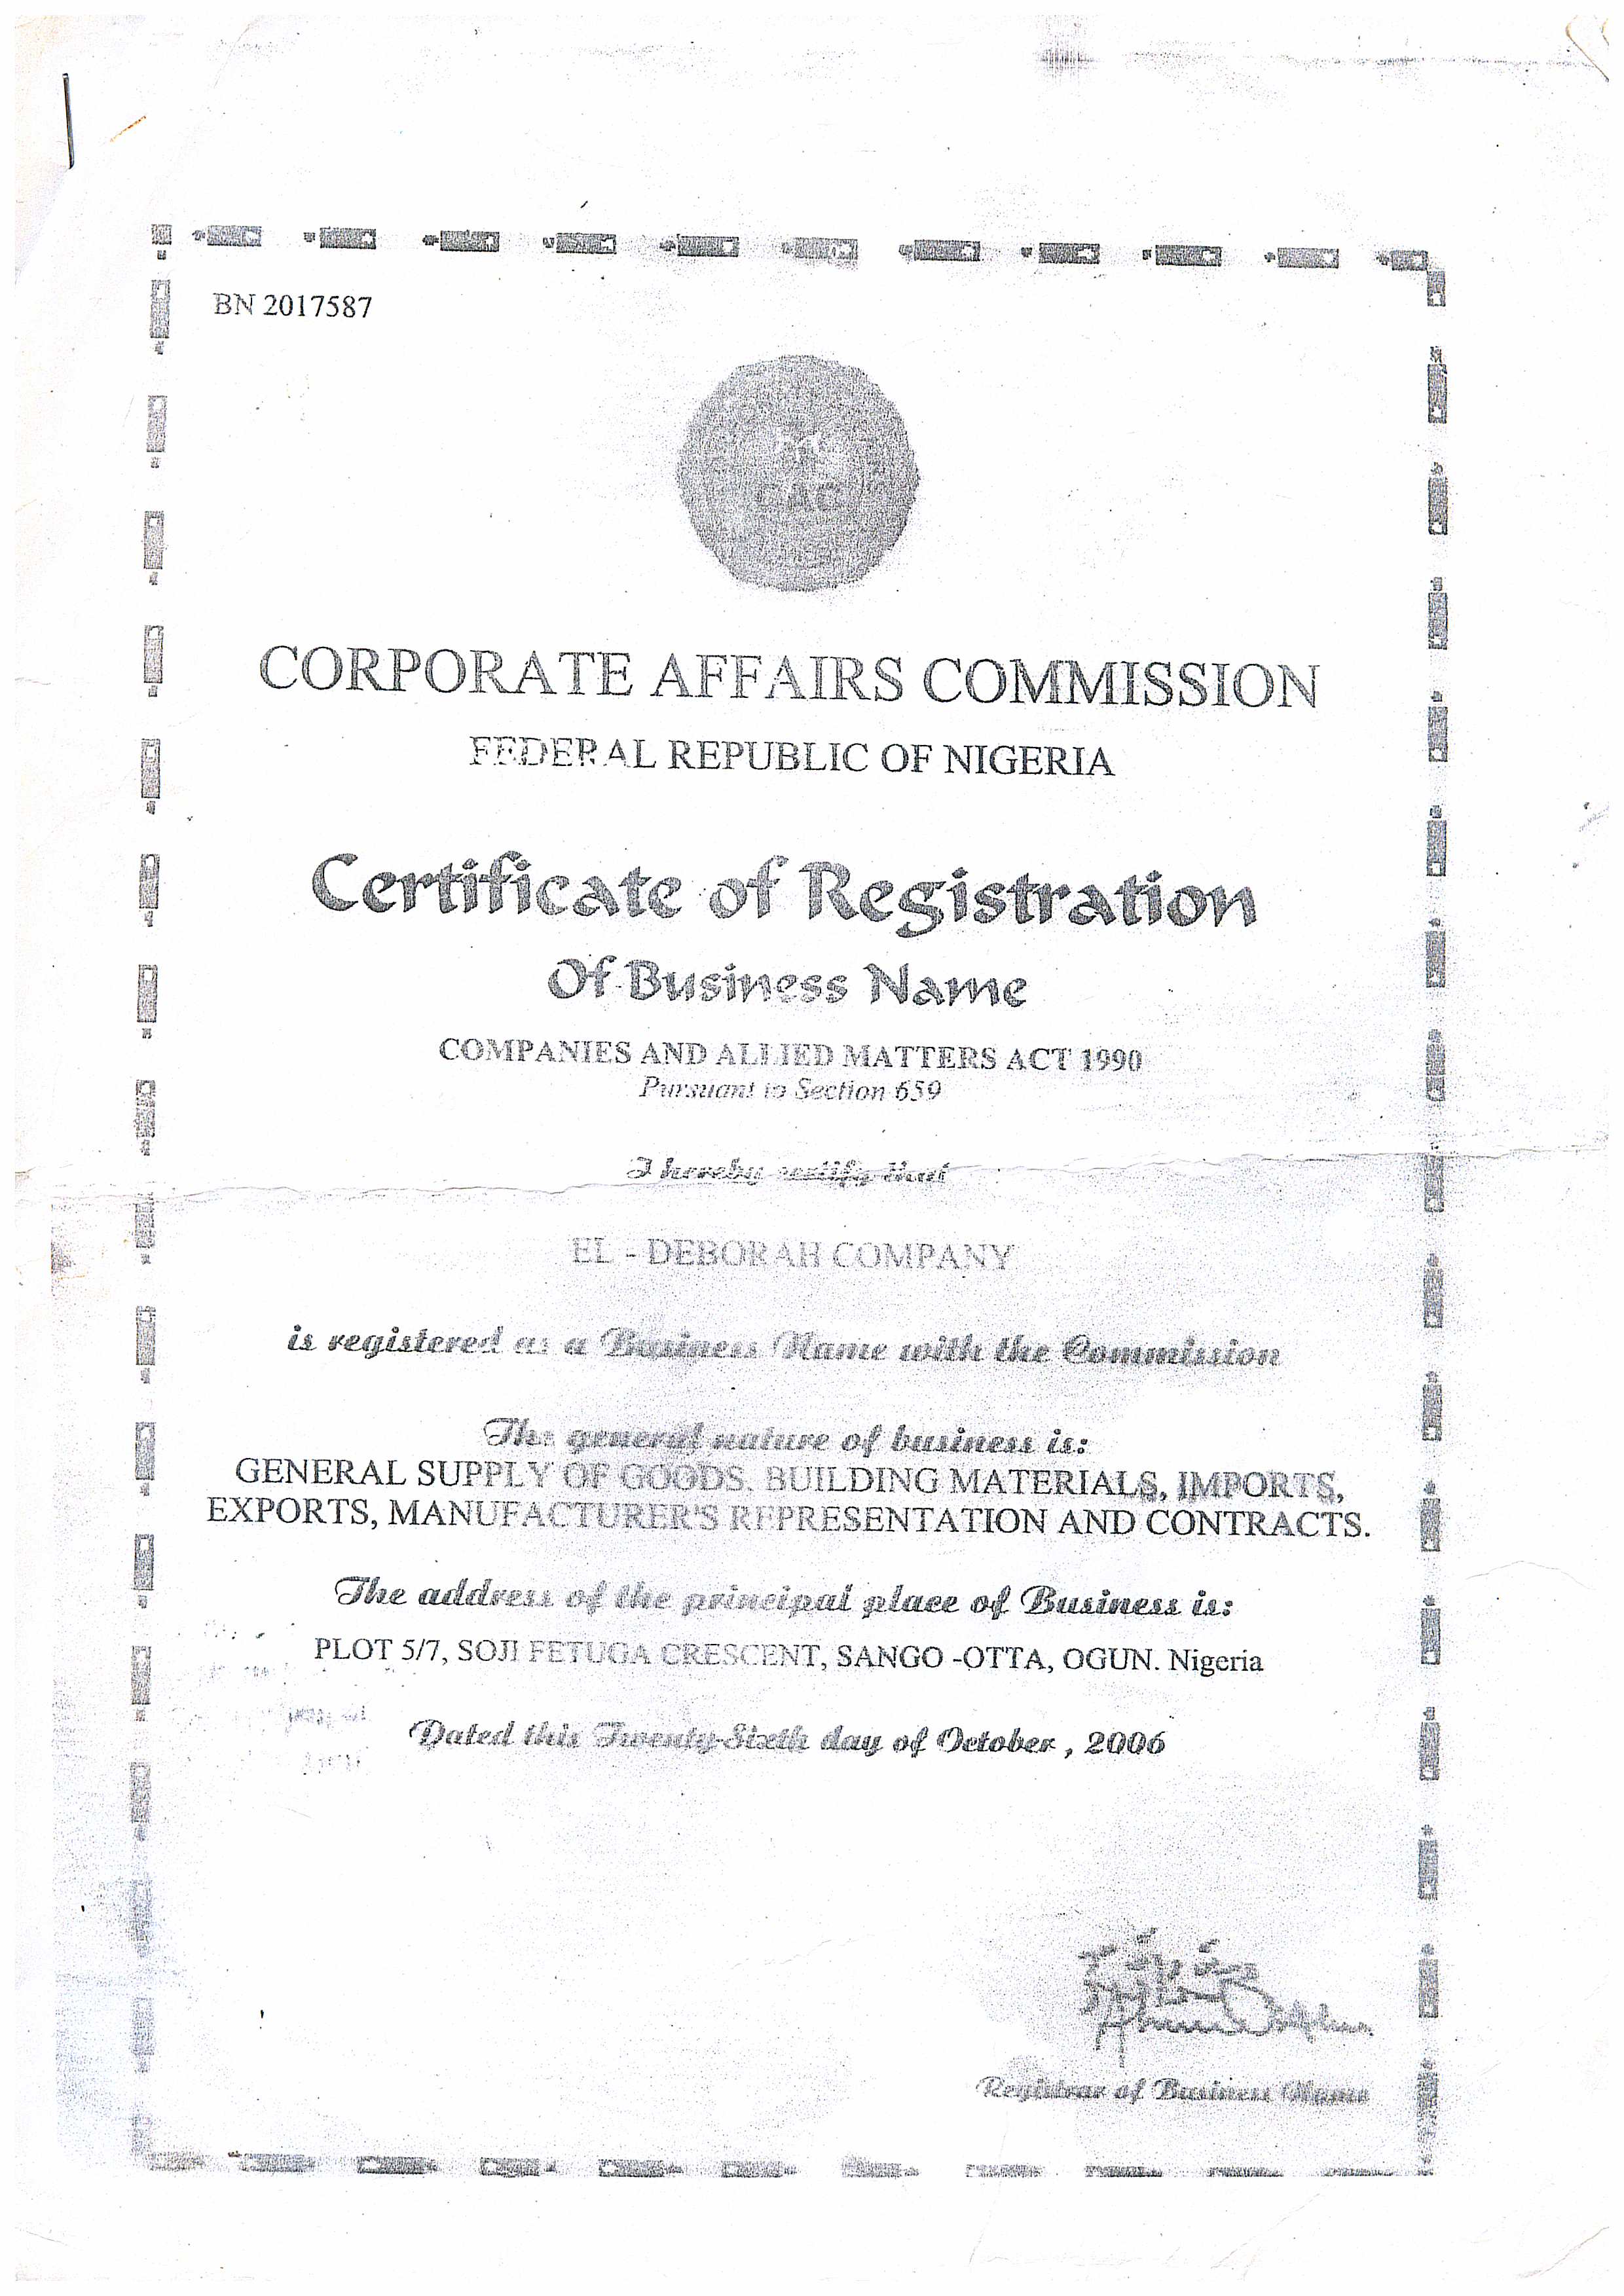 BN 2017587
CAC
CORPORATE AFFAIRS COMMISSION
FEDERAL REPUBLIC OF NIGERIA
Certificate of Registration
Of Business Name
COMPANIES AND ALLIED MATTERS ACT 1990
Pursuant to Section 659
I hereby certify that
EL - DEBORAH COMPANY
is registered as a Business Name with the Commission
The general nature of business is:
GENERAL SUPPLY OF GOODS, BUILDING MATERIALS, IMPORTS,
EXPORTS, MANUFACTURER'S REPRESENTATION AND CONTRACTS.
The address of the principal place of Business is:
PLOT 5/7, SOJI FETUGA CRESCENT, SANGO -OTTA, OGUN. Nigeria
Dated this Twenty-Sixth day of October , 2006
Registrar of Business Name